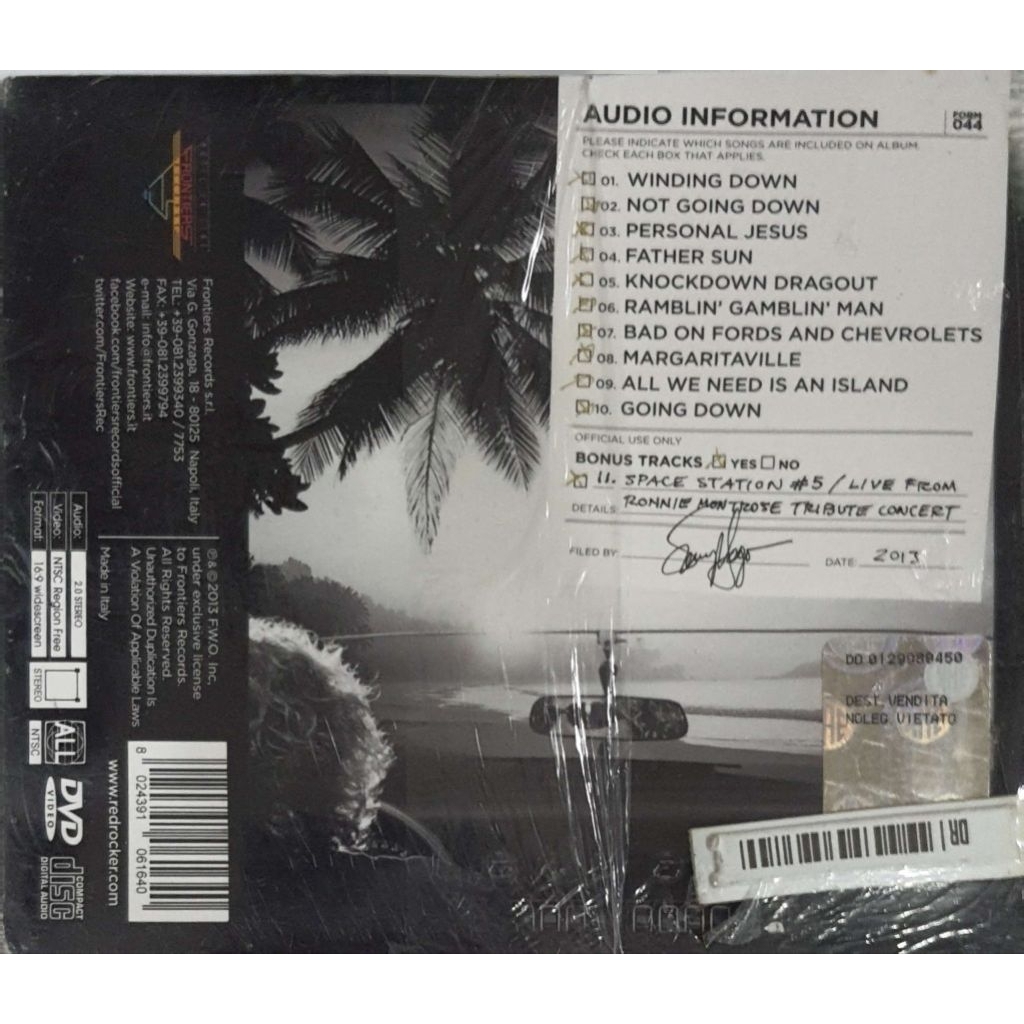 AUDIO INFORMATION
FORM
044
PLEASE INDICATE WHICH SONGS ARE INCLUDED ON ALBUM.
CHECK EACH BOX THAT APPLIES.
01. WINDING DOWN
02. NOT GOING DOWN
03. PERSONAL JESUS
04. FATHER SUN
05. KNOCKDOWN DRAGOUT
06. RAMBLIN' GAMBLIN' MAN
07. BAD ON FORDS AND CHEVROLETS
08. MARGARITAVILLE
09. ALL WE NEED IS AN ISLAND
10. GOING DOWN
OFFICIAL USE ONLY
BONUS TRACKS YES NO
11. SPACE STATION #5 / LIVE FROM
DETAILS: RONNIE MONTROSE TRIBUTE CONCERT
FILED BY: Sammy Hagar DATE: 2013
DD 0129089450
DEST.VENDITA
NOLEG.VIETATO
DR
FRONTIERS
RECORDS
Frontiers Records s.r.l.
Via G. Gonzaga, 18 - 80125 Napoli, Italy
TEL: +39-081.2399340 / 7753
FAX: +39-081.2399794
e-mail: info@frontiers.it
Website: www.frontiers.it
facebook.com/frontiersrecordsofficial
twitter.com/FrontiersRec
℗ & © 2013 F.W.O. Inc.
under exclusive license
to Frontiers Records.
All Rights Reserved.
Unauthorized Duplication Is
A Violation Of Applicable Laws
Made in Italy
Audio: 2.0 STEREO
Video: NTSC Region Free
Format: 16:9 widescreen
STEREO
ALL
NTSC
DVD
VIDEO
COMPACT
disc
DIGITAL AUDIO
www.redrocker.com
8 024391 061640